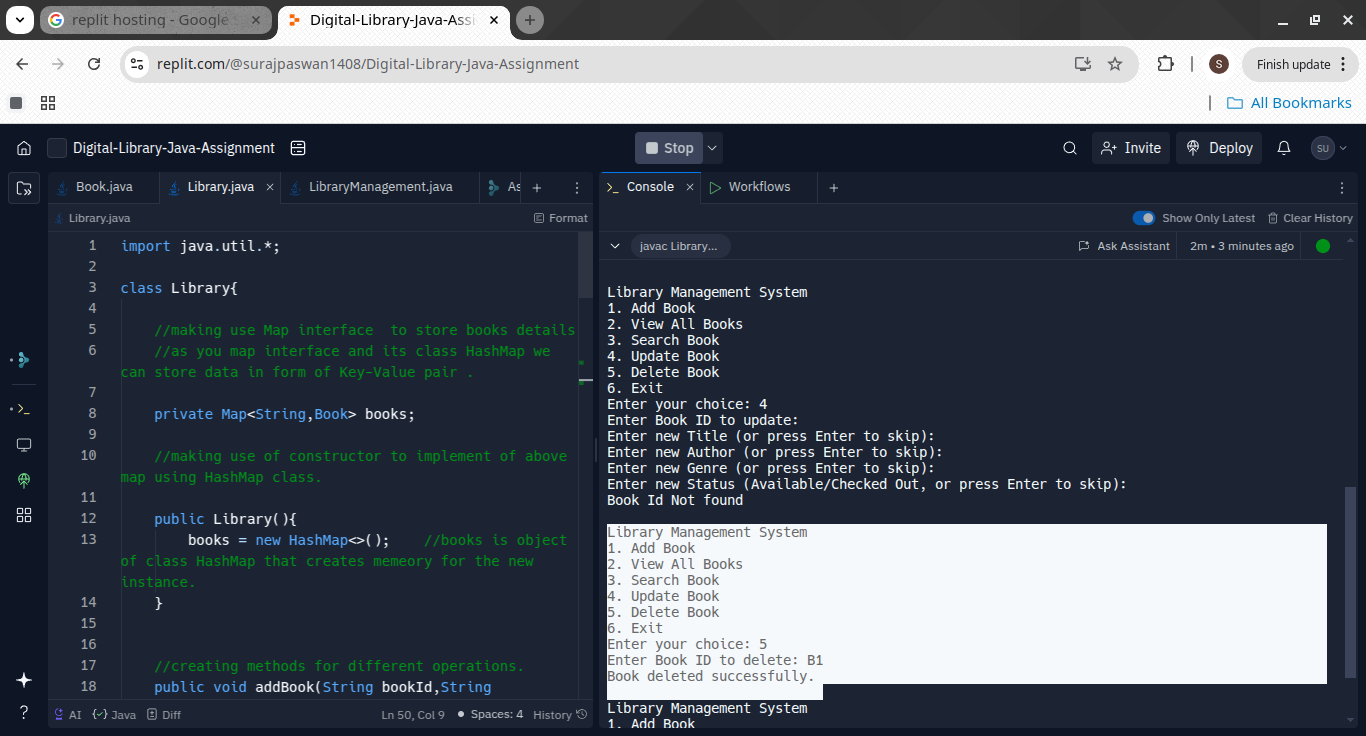 replit hosting - Google
Digital-Library-Java-Assi
replit.com/@surajpaswan1408/Digital-Library-Java-Assignment
S
Finish update
All Bookmarks
Digital-Library-Java-Assignment
Stop
Invite
Deploy
SU
Book.java
Library.java
LibraryManagement.java
As
Library.java
Format
1 import java.util.*;
2
3 class Library{
4
5 //making use Map interface  to store books details
6 //as you map interface and its class HashMap we
can store data in form of Key-Value pair .
7
8 private Map<String,Book> books;
9
10 //making use of constructor to implement of above
map using HashMap class.
11
12 public Library(){
13 books = new HashMap<>();    //books is object
of class HashMap that creates memeory for the new
instance.
14 }
15
16
17 //creating methods for different operations.
18 public void addBook(String bookId,String
AI
Java
Diff
Ln 50, Col 9
Spaces: 4
History
Console
Workflows
Show Only Latest
Clear History
javac Library...
Ask Assistant
2m • 3 minutes ago
Library Management System
1. Add Book
2. View All Books
3. Search Book
4. Update Book
5. Delete Book
6. Exit
Enter your choice: 4
Enter Book ID to update:
Enter new Title (or press Enter to skip):
Enter new Author (or press Enter to skip):
Enter new Genre (or press Enter to skip):
Enter new Status (Available/Checked Out, or press Enter to skip):
Book Id Not found
Library Management System
1. Add Book
2. View All Books
3. Search Book
4. Update Book
5. Delete Book
6. Exit
Enter your choice: 5
Enter Book ID to delete: B1
Book deleted successfully.
Library Management System
1. Add Book